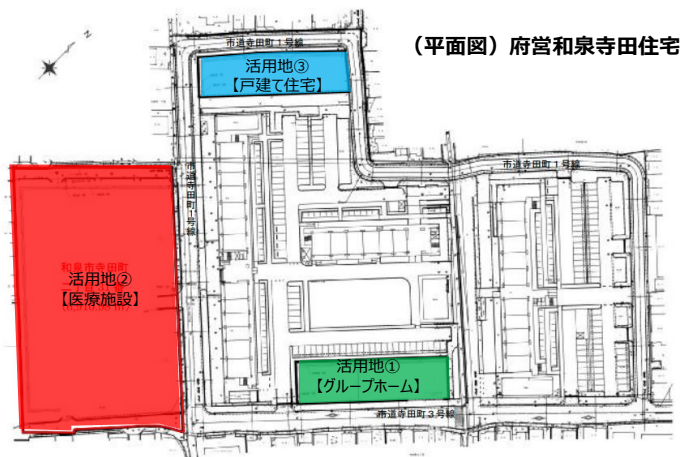 (平面図)府営和泉寺田住宅
N
市道寺田町1号線
活用地③
【戸建て住宅】
市道寺田町1号線
市道寺田町1号線
和泉市寺田町
活用地②
【医療施設】
活用地①
【グループホーム】
市道寺田町3号線